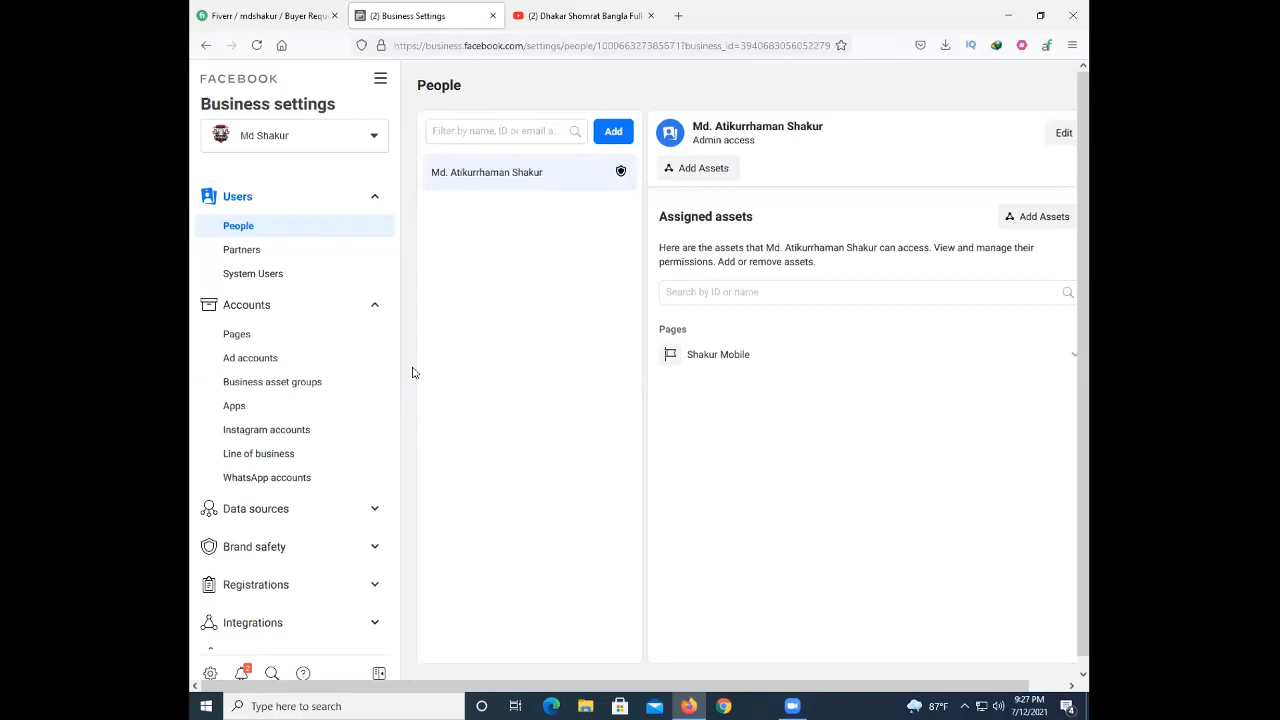 Fiverr / mdshakur / Buyer Requ
(2) Business Settings
(2) Dhakar Shomrat Bangla Full
https://business.facebook.com/settings/people/100066327385671?business_id=3940683056052279
FACEBOOK
Business settings
Md Shakur
Users
People
Partners
System Users
Accounts
Pages
Ad accounts
Business asset groups
Apps
Instagram accounts
Line of business
WhatsApp accounts
Data sources
Brand safety
Registrations
Integrations
2
People
Filter by name, ID or email a...
Add
Md. Atikurrhaman Shakur
Md. Atikurrhaman Shakur
Admin access
Edit
Add Assets
Assigned assets
Add Assets
Here are the assets that Md. Atikurrhaman Shakur can access. View and manage their
permissions. Add or remove assets.
Search by ID or name
Pages
Shakur Mobile
Type here to search
87°F
9:27 PM
7/12/2021
4